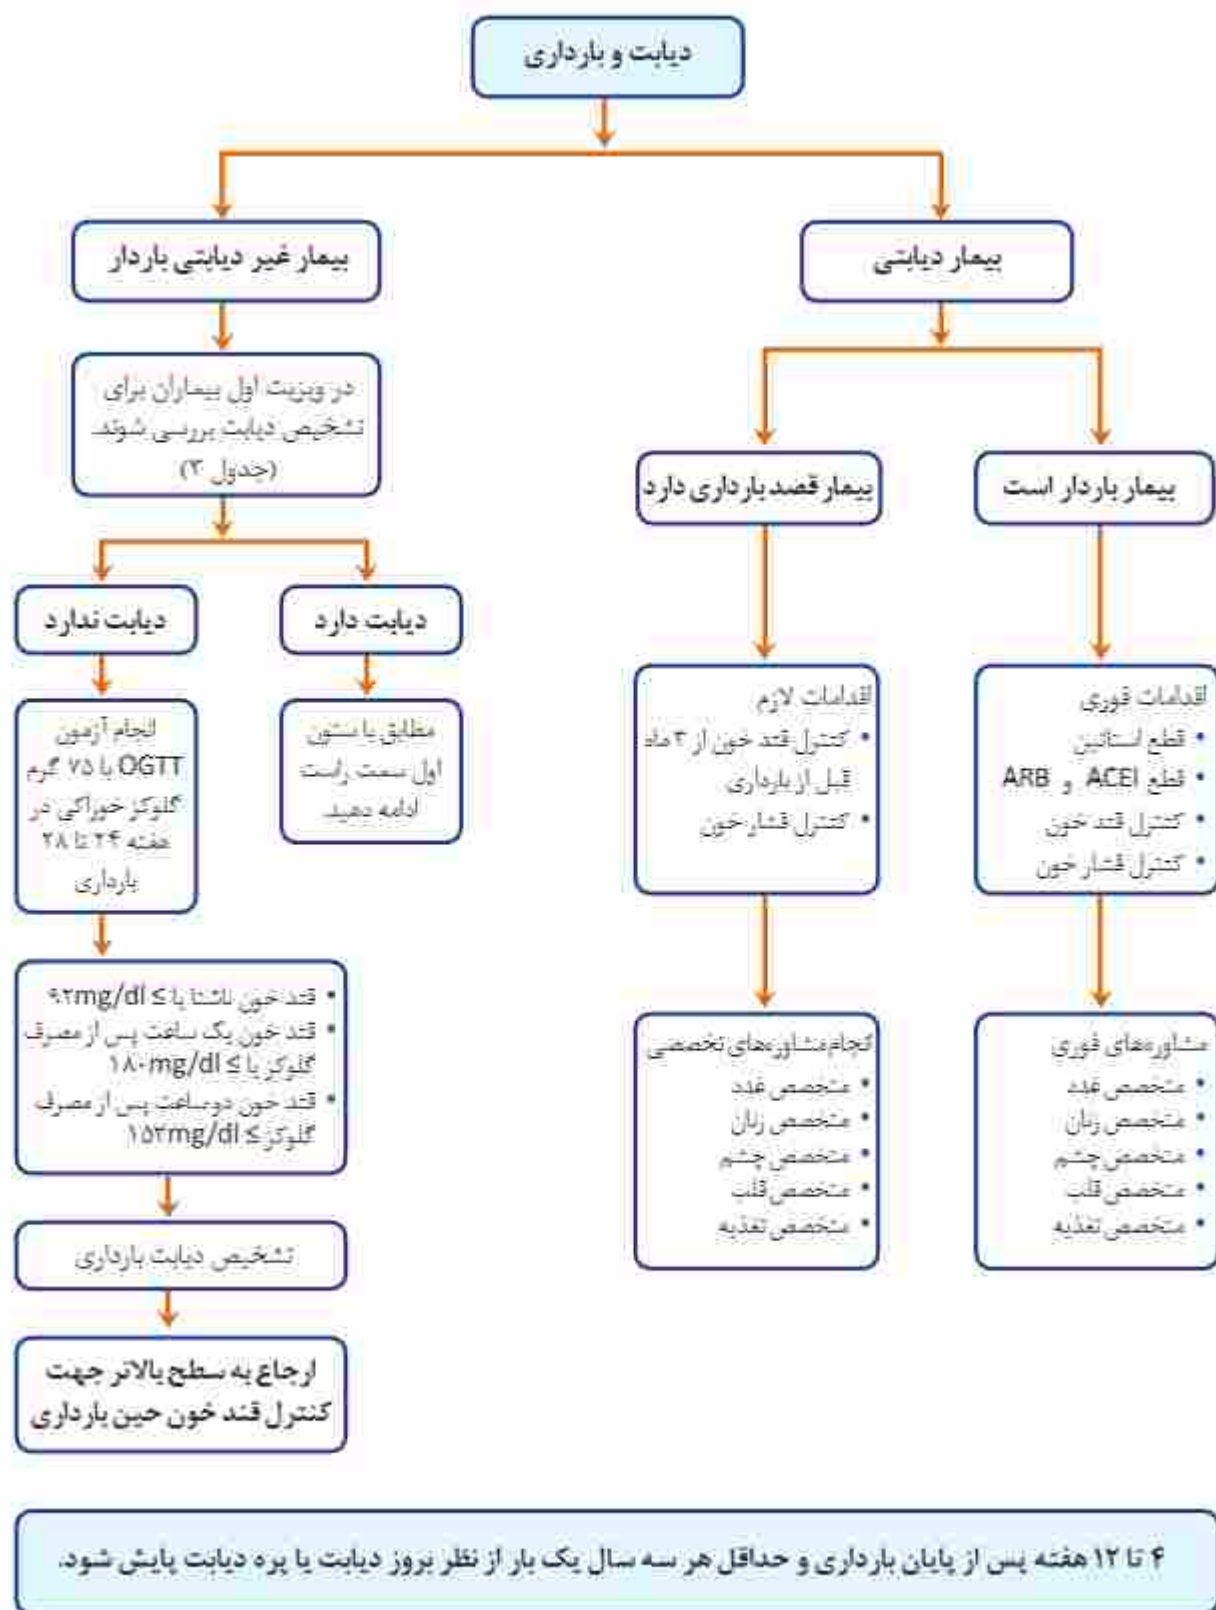 دیابت و بارداری
بیمار دیابتی
بیمار غیر دیابتی باردار
بیمار باردار است
بیمار قصد بارداری دارد
در ویزیت اول بیماران برای
تشخیص دیابت بررسی شوند.
(جدول ۳)
دیابت دارد
دیابت ندارد
اقدامات فوری
• قطع استاتین
• قطع ACEI و ARB
• کنترل قند خون
• کنترل فشار خون
اقدامات لازم
• کنترل قند خون از ۳ ماه
قبل از بارداری
• کنترل فشار خون
مطابق با ستون
اول سمت راست
ادامه دهید.
انجام آزمون
OGTT با ۷۵ گرم
گلوکز خوراکی در
هفته ۲۴ تا ۲۸
بارداری
مشاوره‌های فوری
• متخصص غدد
• متخصص زنان
• متخصص چشم
• متخصص قلب
• متخصص تغذیه
انجام مشاوره‌های تخصصی
• متخصص غدد
• متخصص زنان
• متخصص چشم
• متخصص قلب
• متخصص تغذیه
• قند خون ناشتا یا ≥ ۹۲mg/dl
• قند خون یک ساعت پس از مصرف
گلوکز یا ≥ ۱۸۰mg/dl
• قند خون دوساعت پس از مصرف
گلوکز ≥ ۱۵۳mg/dl
تشخیص دیابت بارداری
ارجاع به سطح بالاتر جهت
کنترل قند خون حین بارداری
۴ تا ۱۲ هفته پس از پایان بارداری و حداقل هر سه سال یک بار از نظر بروز دیابت یا پره دیابت پایش شود.